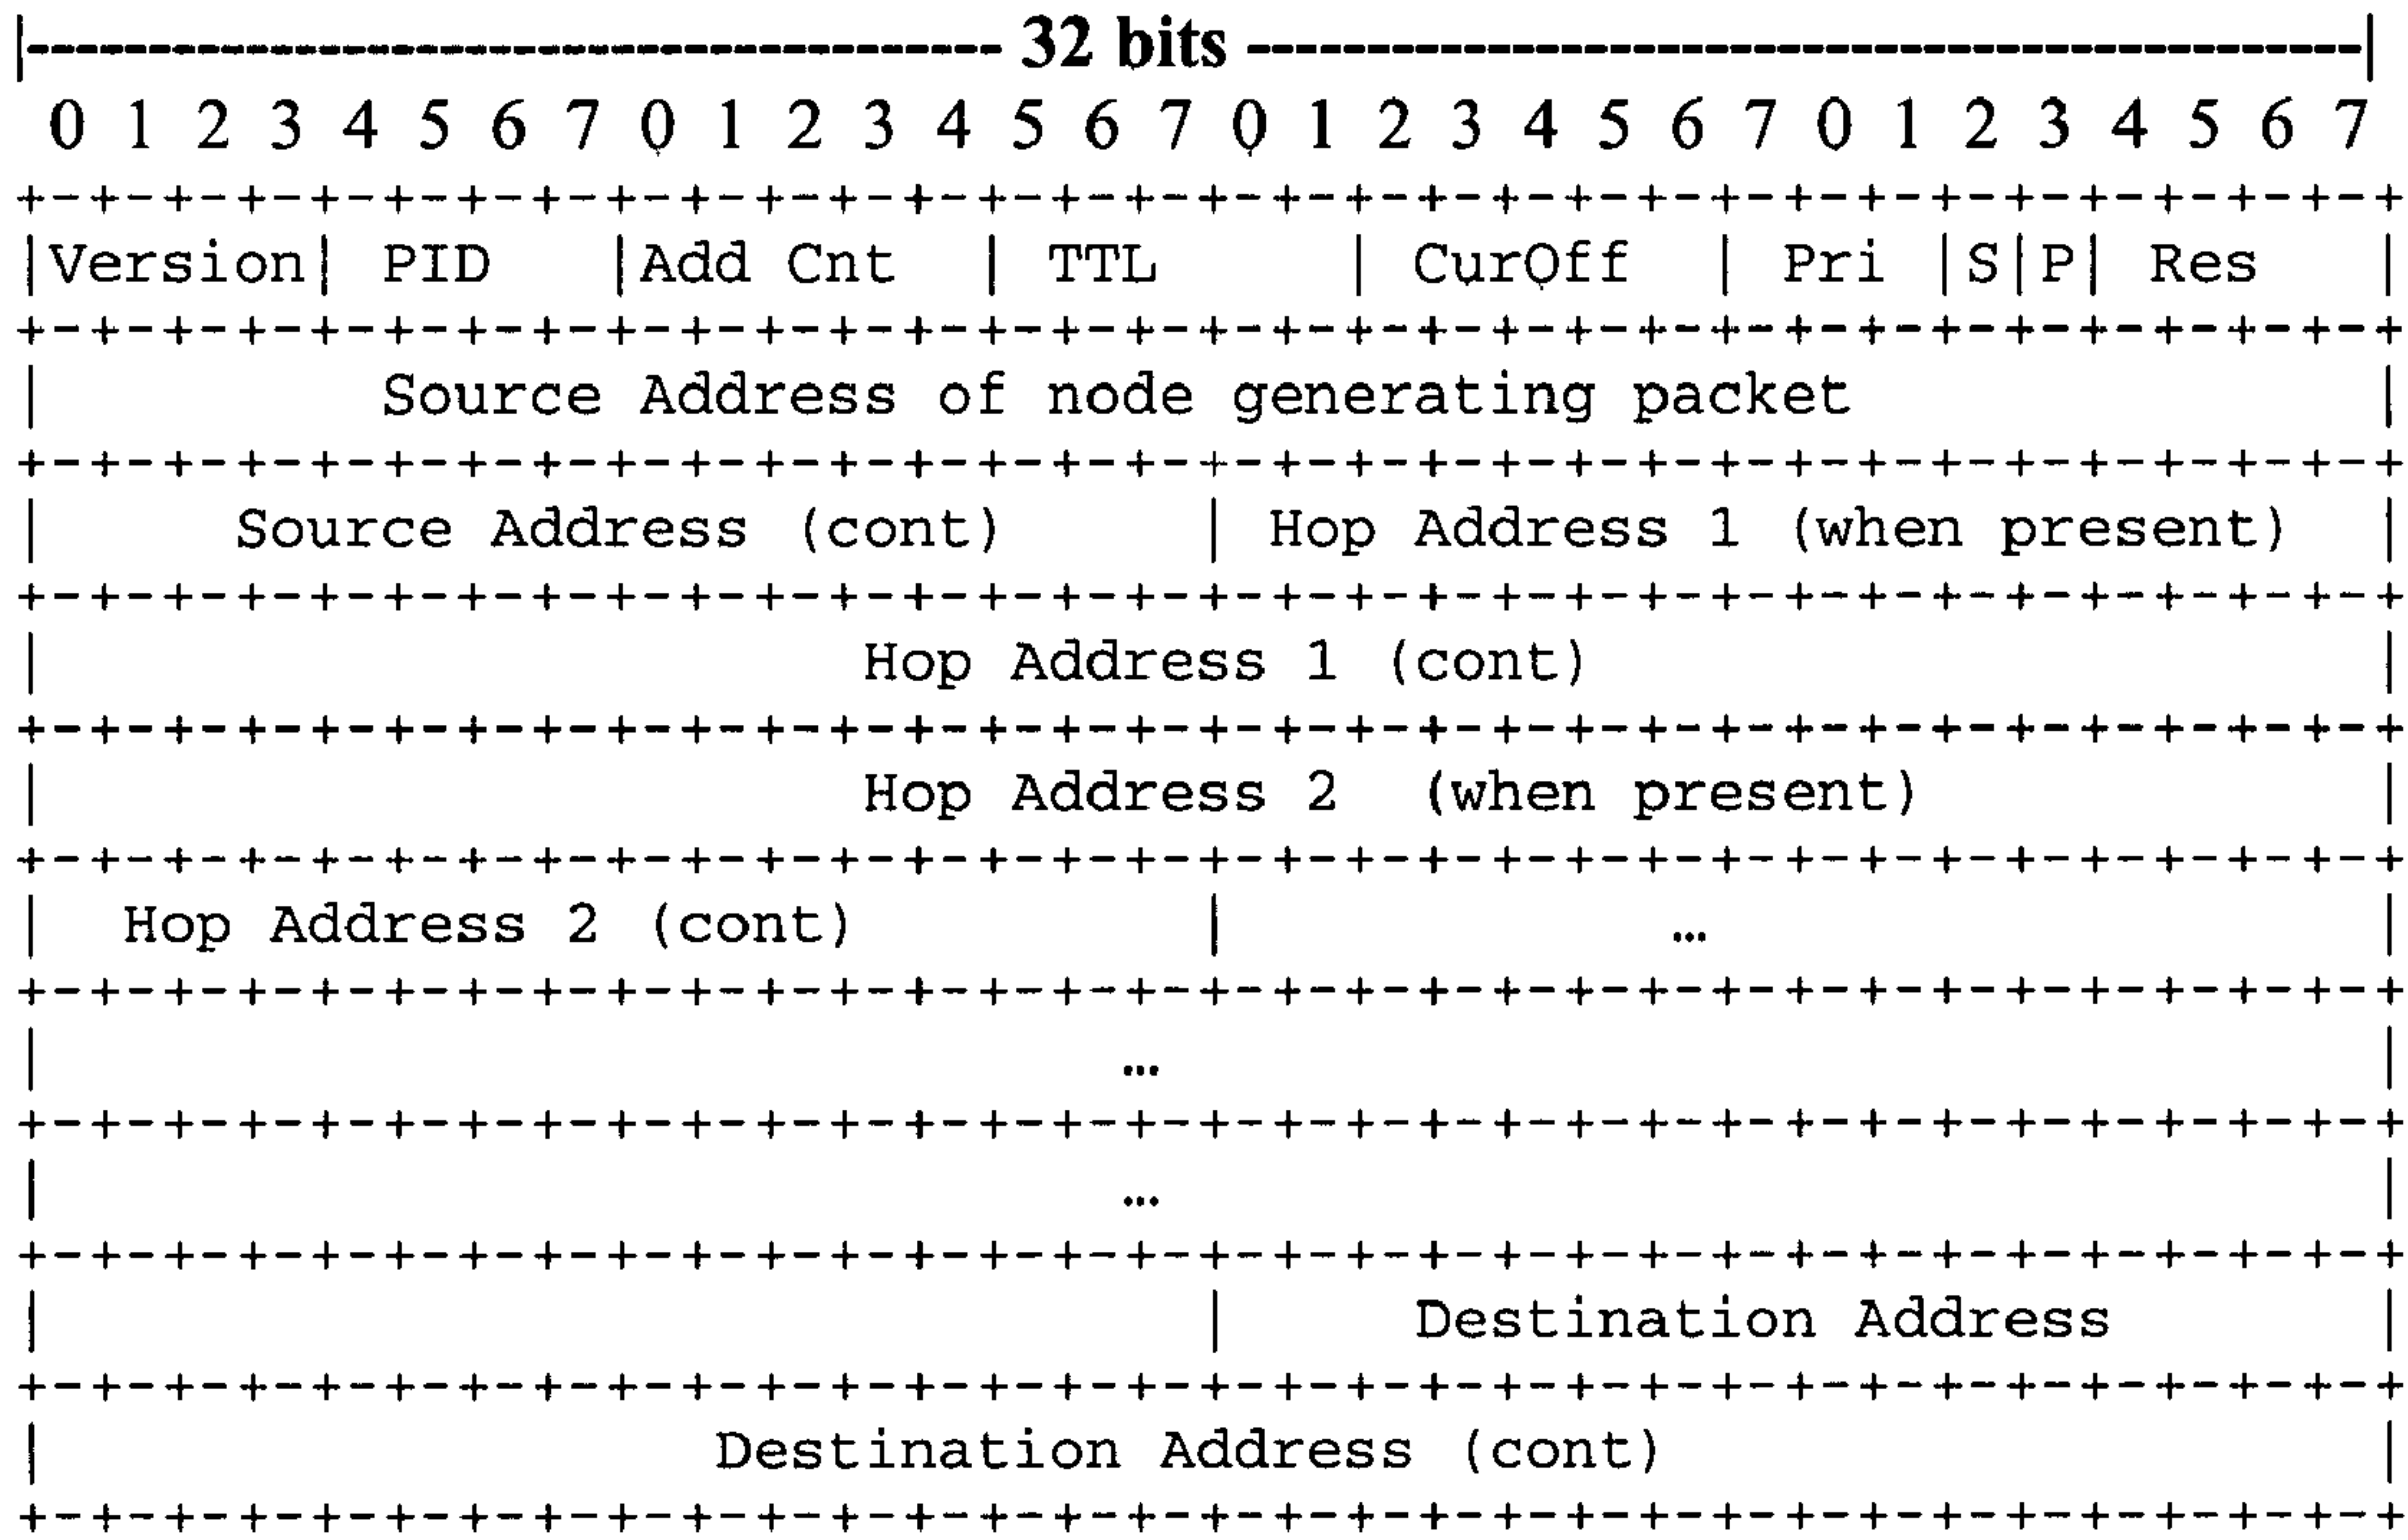 |---------------------------------------- 32 bits ----------------------------------------------|
0 1 2 3 4 5 6 7 0 1 2 3 4 5 6 7 0 1 2 3 4 5 6 7 0 1 2 3 4 5 6 7
+-+-+-+-+-+-+-+-+-+-+-+-+-+-+-+-+-+-+-+-+-+-+-+-+-+-+-+-+-+-+-+-+
|Version| PID |Add Cnt | TTL | CurOff | Pri |S|P| Res |
+-+-+-+-+-+-+-+-+-+-+-+-+-+-+-+-+-+-+-+-+-+-+-+-+-+-+-+-+-+-+-+-+
| Source Address of node generating packet |
+-+-+-+-+-+-+-+-+-+-+-+-+-+-+-+-+-+-+-+-+-+-+-+-+-+-+-+-+-+-+-+-+
| Source Address (cont) | Hop Address 1 (when present) |
+-+-+-+-+-+-+-+-+-+-+-+-+-+-+-+-+-+-+-+-+-+-+-+-+-+-+-+-+-+-+-+-+
| Hop Address 1 (cont) |
+-+-+-+-+-+-+-+-+-+-+-+-+-+-+-+-+-+-+-+-+-+-+-+-+-+-+-+-+-+-+-+-+
| Hop Address 2 (when present) |
+-+-+-+-+-+-+-+-+-+-+-+-+-+-+-+-+-+-+-+-+-+-+-+-+-+-+-+-+-+-+-+-+
| Hop Address 2 (cont) | … |
+-+-+-+-+-+-+-+-+-+-+-+-+-+-+-+-+-+-+-+-+-+-+-+-+-+-+-+-+-+-+-+-+
| … |
+-+-+-+-+-+-+-+-+-+-+-+-+-+-+-+-+-+-+-+-+-+-+-+-+-+-+-+-+-+-+-+-+
| … |
+-+-+-+-+-+-+-+-+-+-+-+-+-+-+-+-+-+-+-+-+-+-+-+-+-+-+-+-+-+-+-+-+
| | Destination Address |
+-+-+-+-+-+-+-+-+-+-+-+-+-+-+-+-+-+-+-+-+-+-+-+-+-+-+-+-+-+-+-+-+
| Destination Address (cont) |
+-+-+-+-+-+-+-+-+-+-+-+-+-+-+-+-+-+-+-+-+-+-+-+-+-+-+-+-+-+-+-+-+